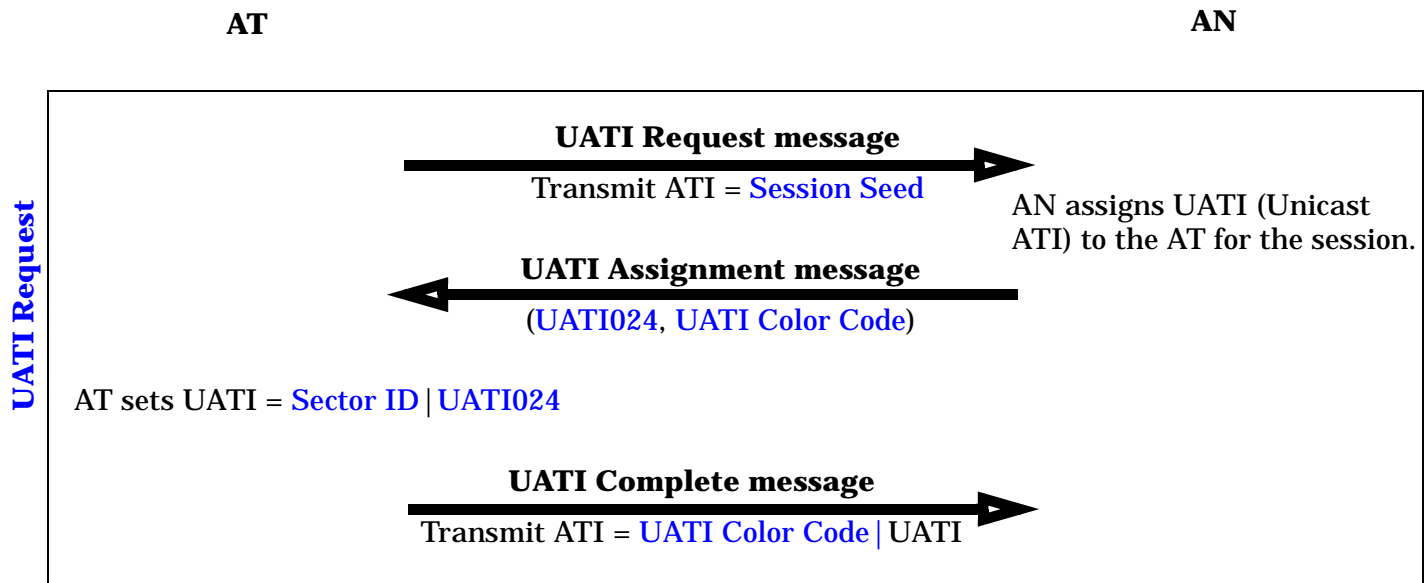 AT
AN
UATI Request
UATI Request message
Transmit ATI = Session Seed
AN assigns UATI (Unicast
ATI) to the AT for the session.
UATI Assignment message
(UATI024, UATI Color Code)
AT sets UATI = Sector ID|UATI024
UATI Complete message
Transmit ATI = UATI Color Code|UATI